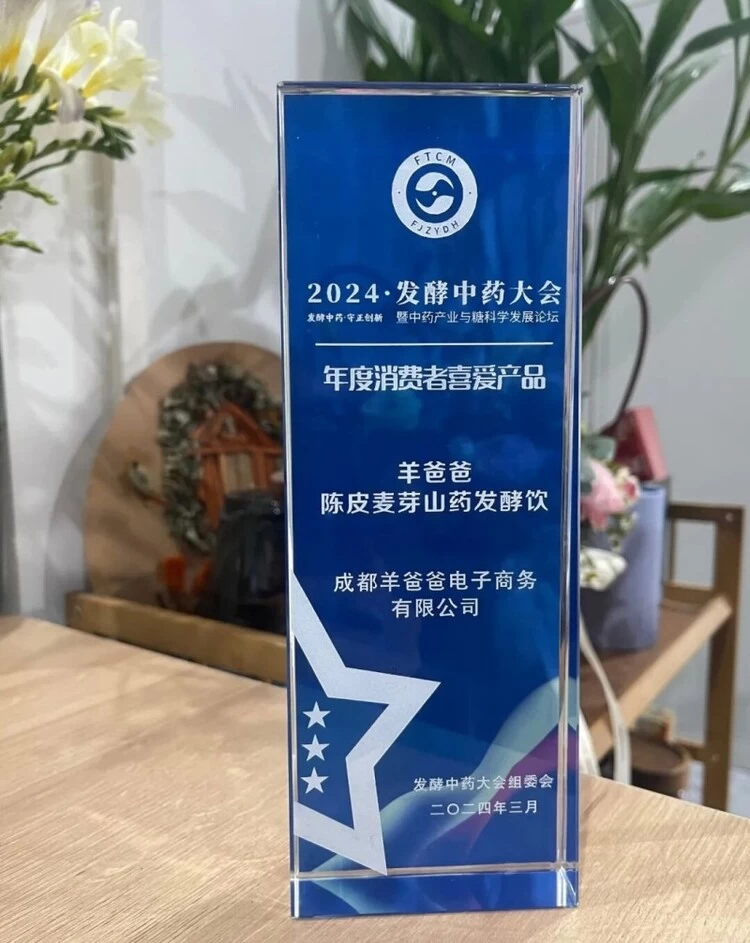 FTCM
FJZYDH
2024·发酵中药大会
发酵中药·守正创新 暨中药产业与糖科学发展论坛
年度消费者喜爱产品
羊爸爸
陈皮麦芽山药发酵饮
成都羊爸爸电子商务
有限公司
发酵中药大会组委会
二〇二四年三月